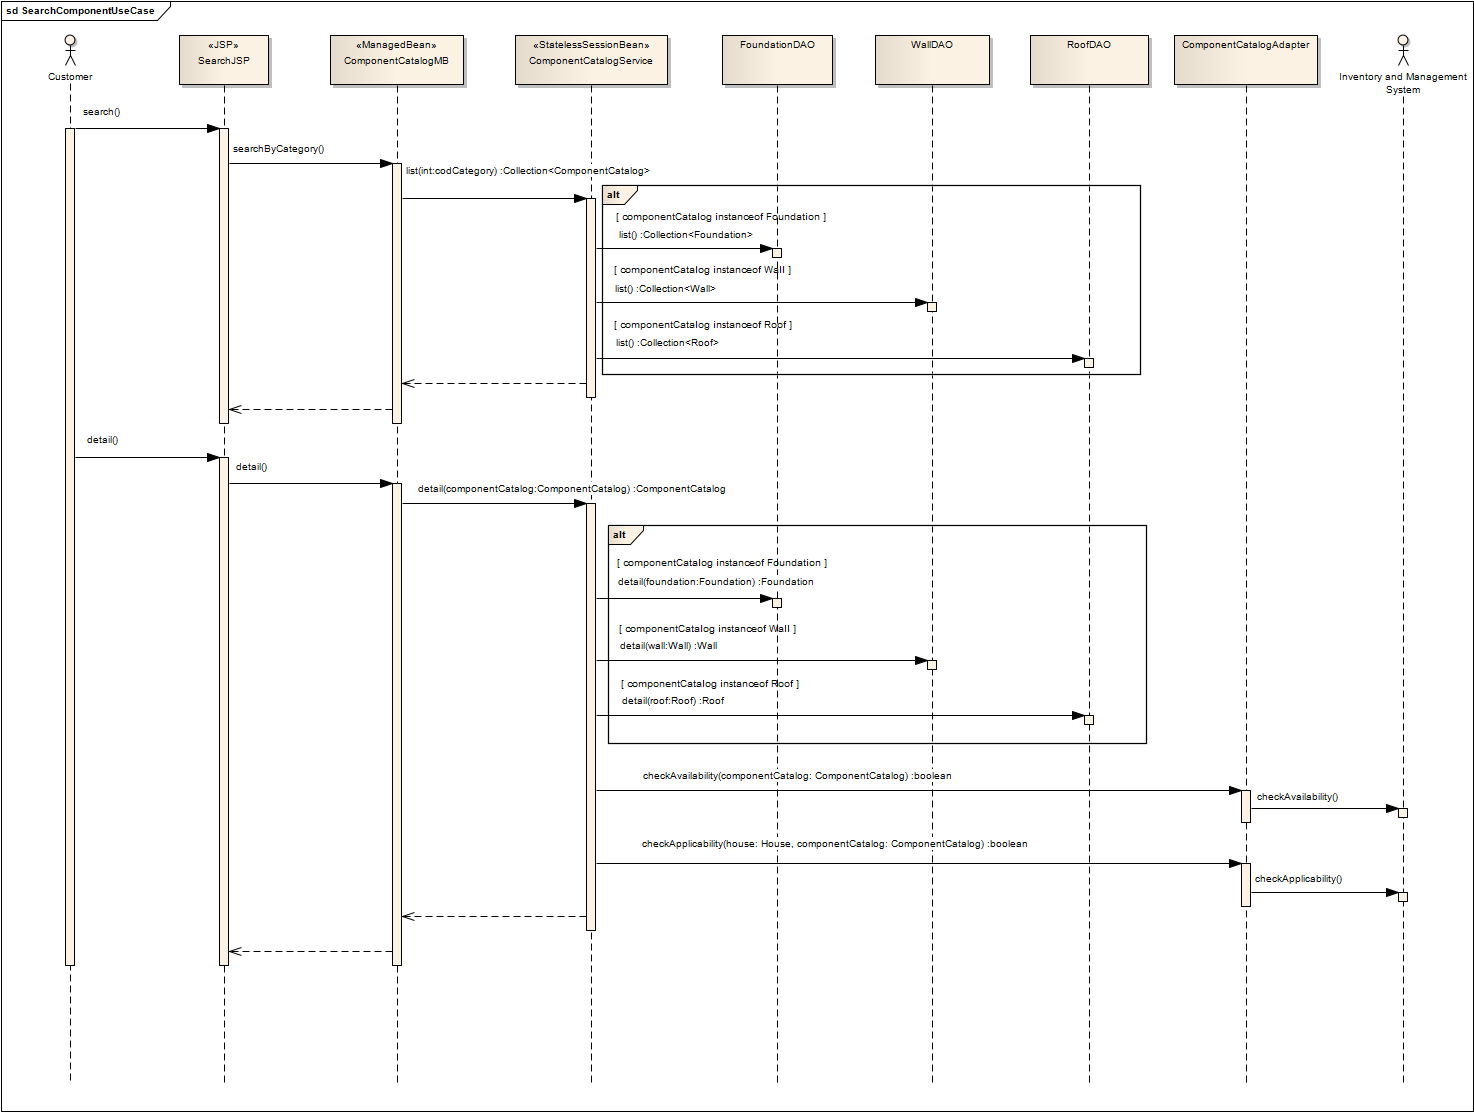 sd SearchComponentUseCase
Customer
«JSP»
SearchJSP
«ManagedBean»
ComponentCatalogMB
«StatelessSessionBean»
ComponentCatalogService
FoundationDAO
WallDAO
RoofDAO
ComponentCatalogAdapter
Inventory and Management
System
search()
searchByCategory()
list(int:codCategory) :Collection<ComponentCatalog>
alt
[ componentCatalog instanceof Foundation ]
list() :Collection<Foundation>
[ componentCatalog instanceof Wall ]
list() :Collection<Wall>
[ componentCatalog instanceof Roof ]
list() :Collection<Roof>
detail()
detail()
detail(componentCatalog:ComponentCatalog) :ComponentCatalog
alt
[ componentCatalog instanceof Foundation ]
detail(foundation:Foundation) :Foundation
[ componentCatalog instanceof Wall ]
detail(wall:Wall) :Wall
[ componentCatalog instanceof Roof ]
detail(roof:Roof) :Roof
checkAvailability(componentCatalog: ComponentCatalog) :boolean
checkAvailability()
checkApplicability(house: House, componentCatalog: ComponentCatalog) :boolean
checkApplicability()